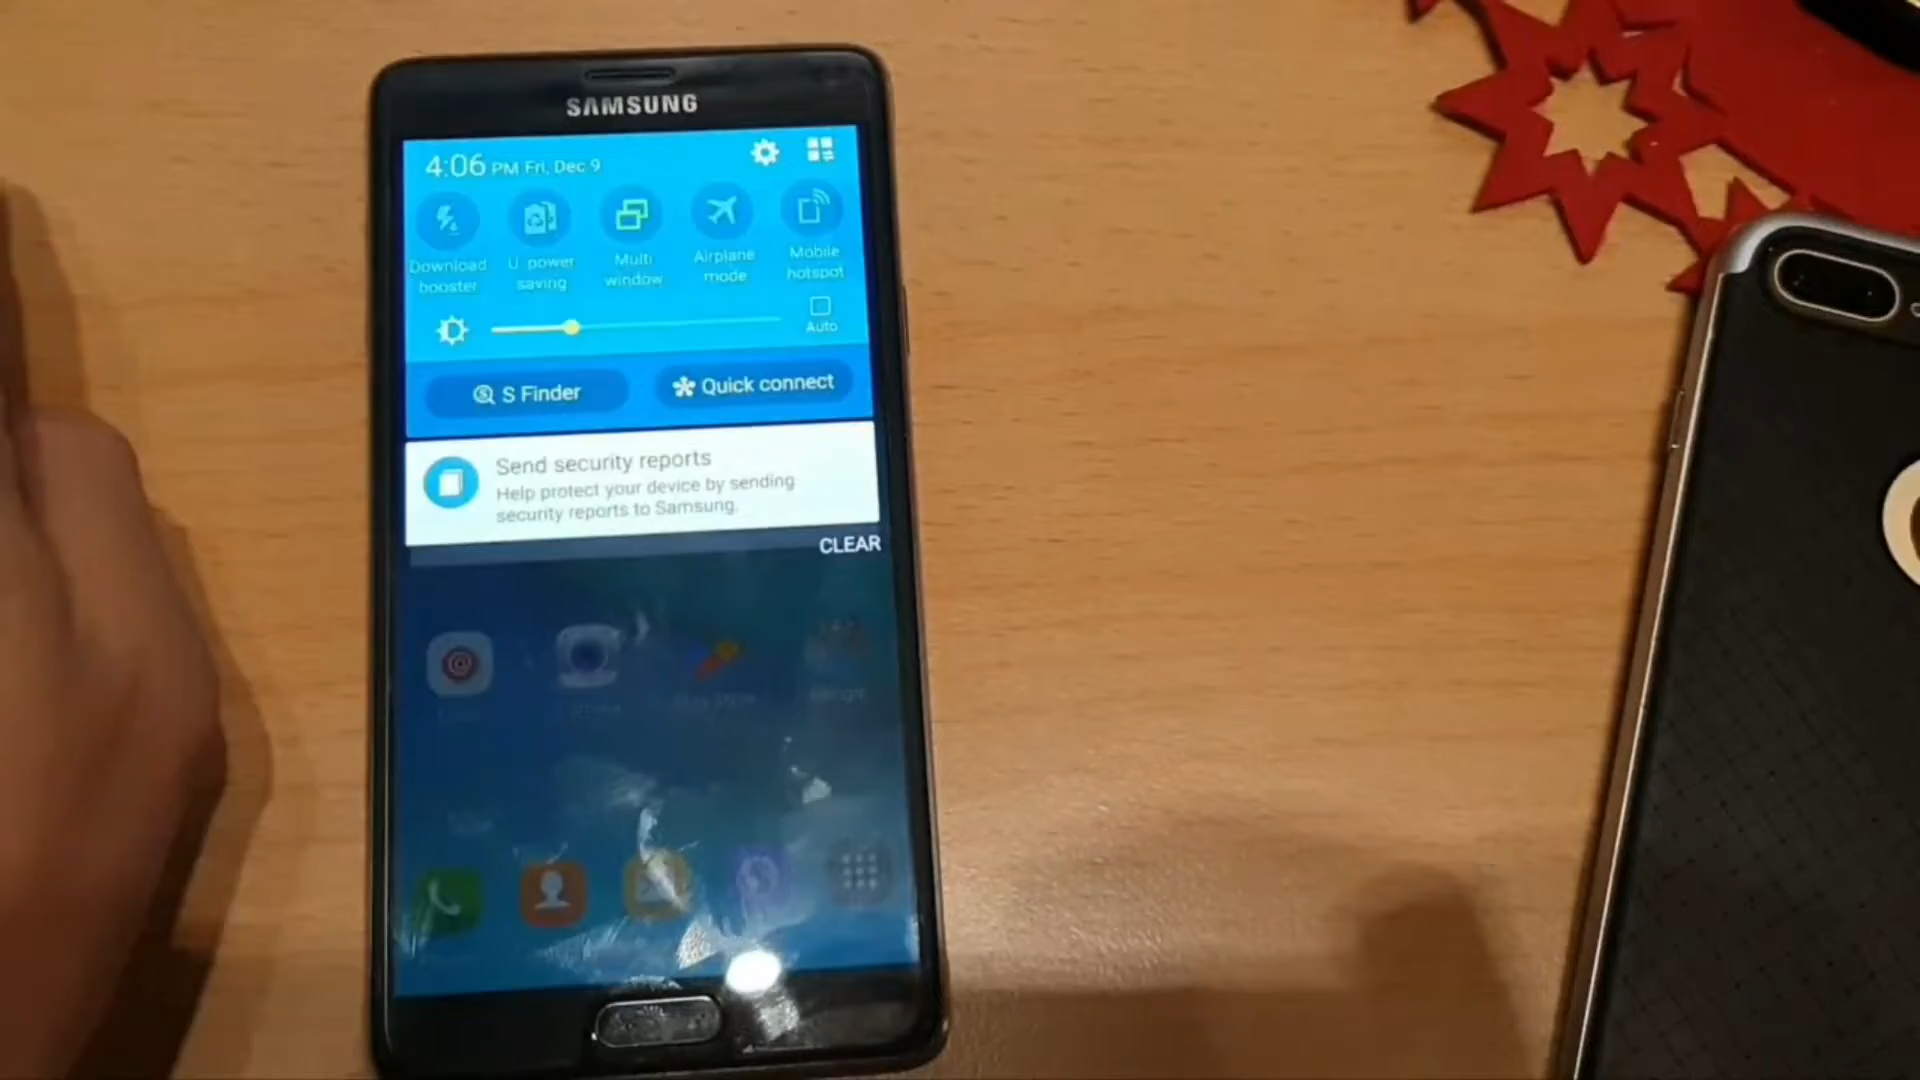 SAMSUNG
4:06 PM Fri, Dec 9
Download booster
U power saving
Multi window
Airplane mode
Mobile hotspot
Auto
S Finder
Quick connect
Send security reports
Help protect your device by sending
security reports to Samsung.
CLEAR